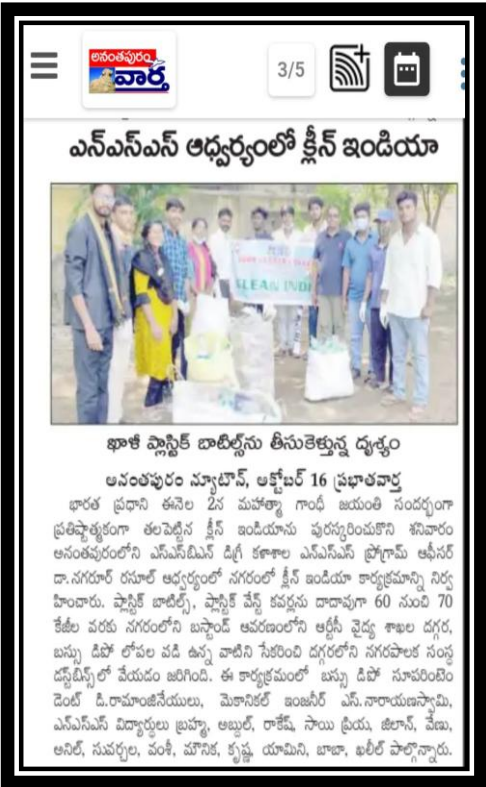 అనంతపురం
వార్త
3/5
ఎన్ఎస్ఎస్ ఆధ్వర్యంలో క్లీన్ ఇండియా
CLEAN INDI
ఖాళీ ప్లాస్టిక్ బాటిల్స్‌ను తీసుకెళ్తున్న దృశ్యం
అనంతపురం న్యూటౌన్, అక్టోబర్ 16 ప్రభాతవార్త
భారత ప్రధాని ఈనెల 2న మహాత్మా గాంధీ జయంతి సందర్భంగా
ప్రతిష్టాత్మకంగా తలపెట్టిన క్లీన్ ఇండియాను పురస్కరించుకొని శనివారం
అనంతపురంలోని ఎస్ఎస్‌బిఎన్ డిగ్రీ కళాశాల ఎన్ఎస్ఎస్ ప్రోగ్రామ్ ఆఫీసర్
డా.నగరూర్ రసూల్ ఆధ్వర్యంలో నగరంలో క్లీన్ ఇండియా కార్యక్రమాన్ని నిర్వ
హించారు. ప్లాస్టిక్ బాటిల్స్, ప్లాస్టిక్ వేస్ట్ కవర్లను దాదాపుగా 60 నుంచి 70
కేజీల వరకు నగరంలోని బస్టాండ్ ఆవరణంలోని ఆర్టీసీ వైద్య శాఖల దగ్గర,
బస్సు డిపో లోపల పడి ఉన్న వాటిని సేకరించి దగ్గరలోని నగరపాలక సంస్థ
డస్ట్‌బిన్స్‌లో వేయడం జరిగింది. ఈ కార్యక్రమంలో బస్సు డిపో సూపరింటెం
డెంట్ డి.రామాంజినేయులు, మెకానికల్ ఇంజనీర్ ఎస్.నారాయణస్వామి,
ఎన్ఎస్ఎస్ విద్యార్థులు బ్రహ్మ, అబ్దుల్, రాకేష్, సాయి ప్రియ, జిలాన్, వేణు,
అనిల్, సువర్చల, వంశీ, మౌనిక, కృష్ణ యామిని, బాబా, ఖలీల్ పాల్గొన్నారు.